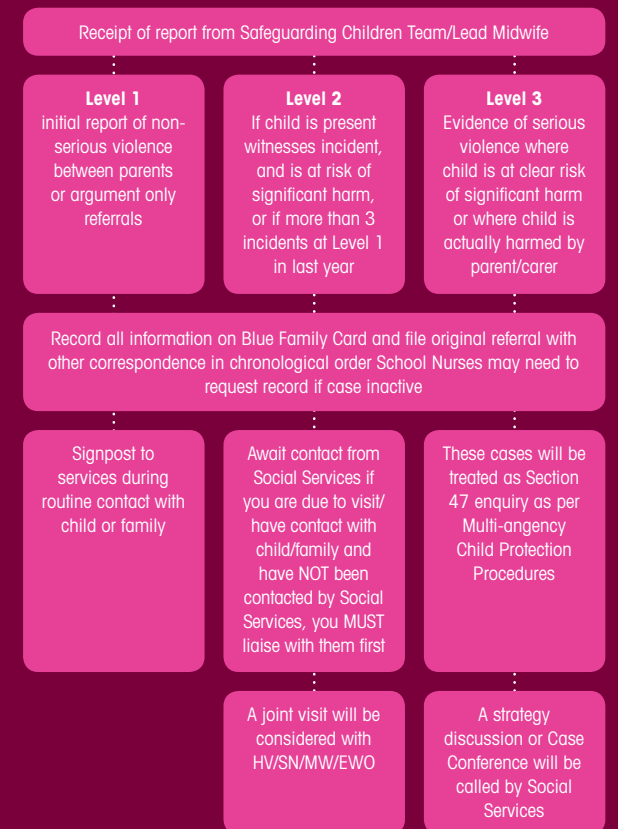 Receipt of report from Safeguarding Children Team/Lead Midwife
Level 1
initial report of non-
serious violence
between parents
or argument only
referrals
Level 2
If child is present
witnesses incident,
and is at risk of
significant harm,
or if more than 3
incidents at Level 1
in last year
Level 3
Evidence of serious
violence where
child is at clear risk
of significant harm
or where child is
actually harmed by
parent/carer
Record all information on Blue Family Card and file original referral with
other correspondence in chronological order School Nurses may need to
request record if case inactive
Signpost to
services during
routine contact with
child or family
Await contact from
Social Services if
you are due to visit/
have contact with
child/family and
have NOT been
contacted by Social
Services, you MUST
liaise with them first
These cases will be
treated as Section
47 enquiry as per
Multi-angency
Child Protection
Procedures
A joint visit will be
considered with
HV/SN/MW/EWO
A strategy
discussion or Case
Conference will be
called by Social
Services